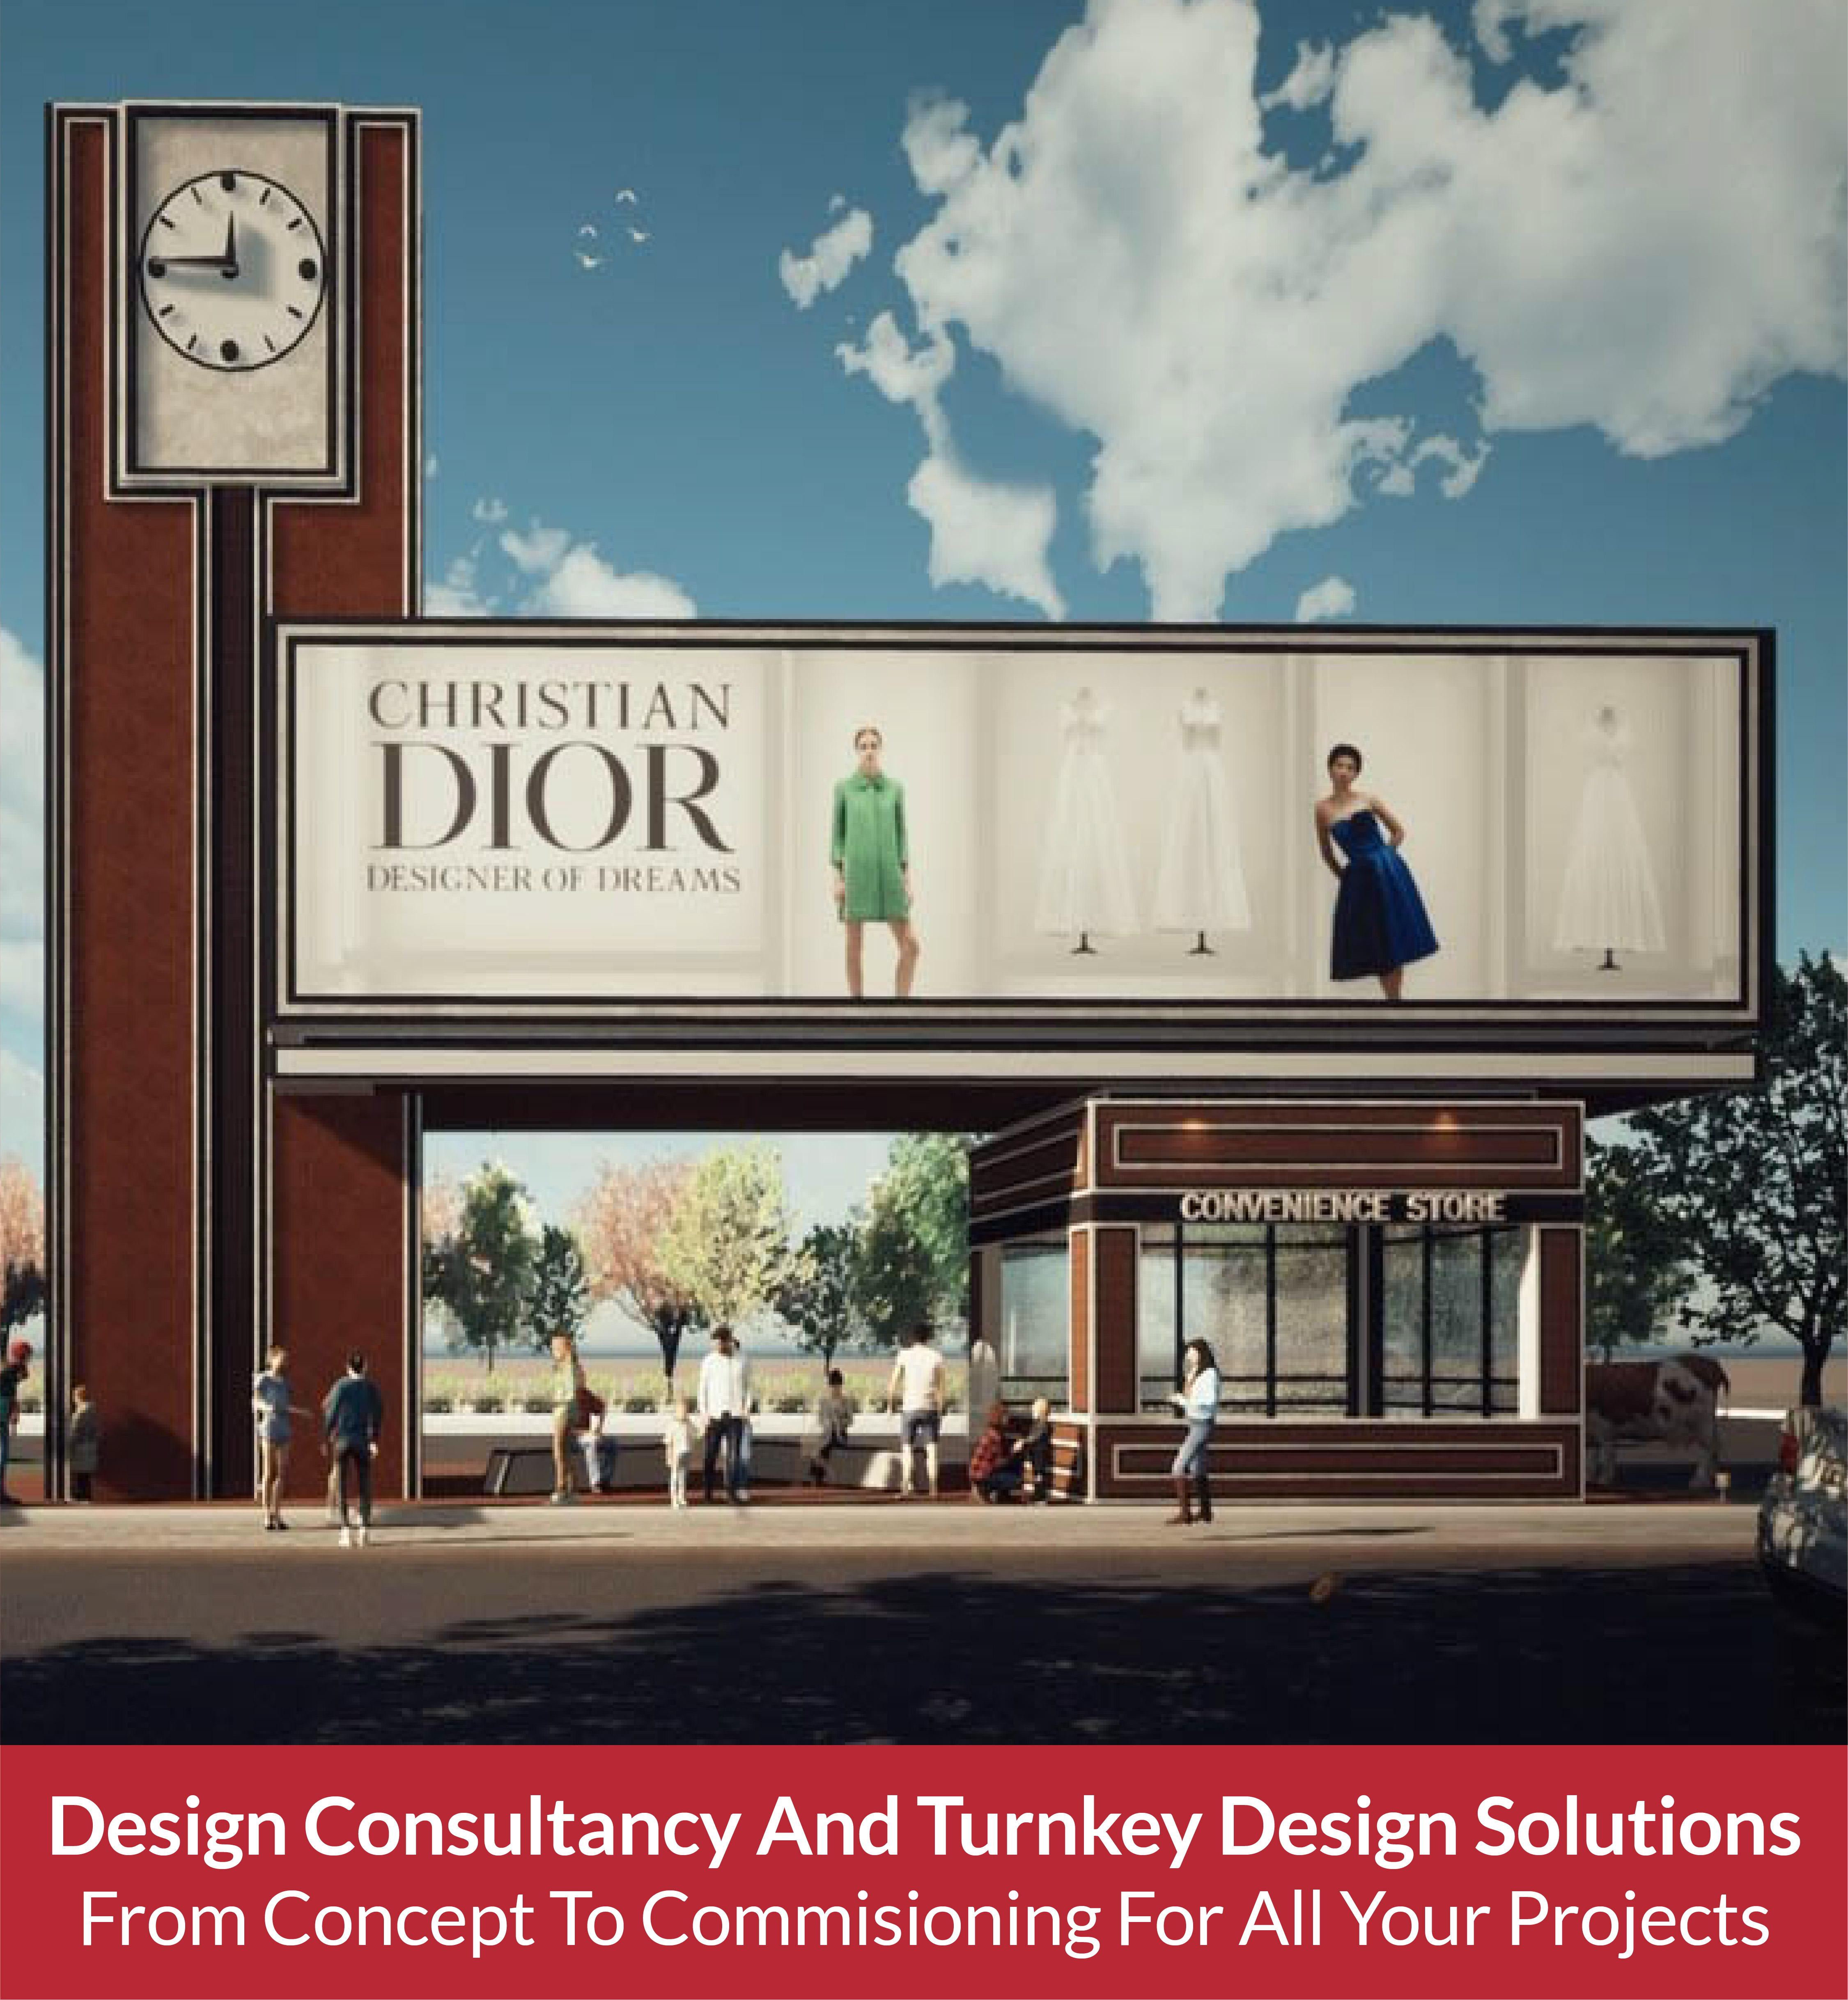 CHRISTIAN
DIOR
DESIGNER OF DREAMS
CONVENIENCE STORE
Design Consultancy And Turnkey Design Solutions
From Concept To Commisioning For All Your Projects